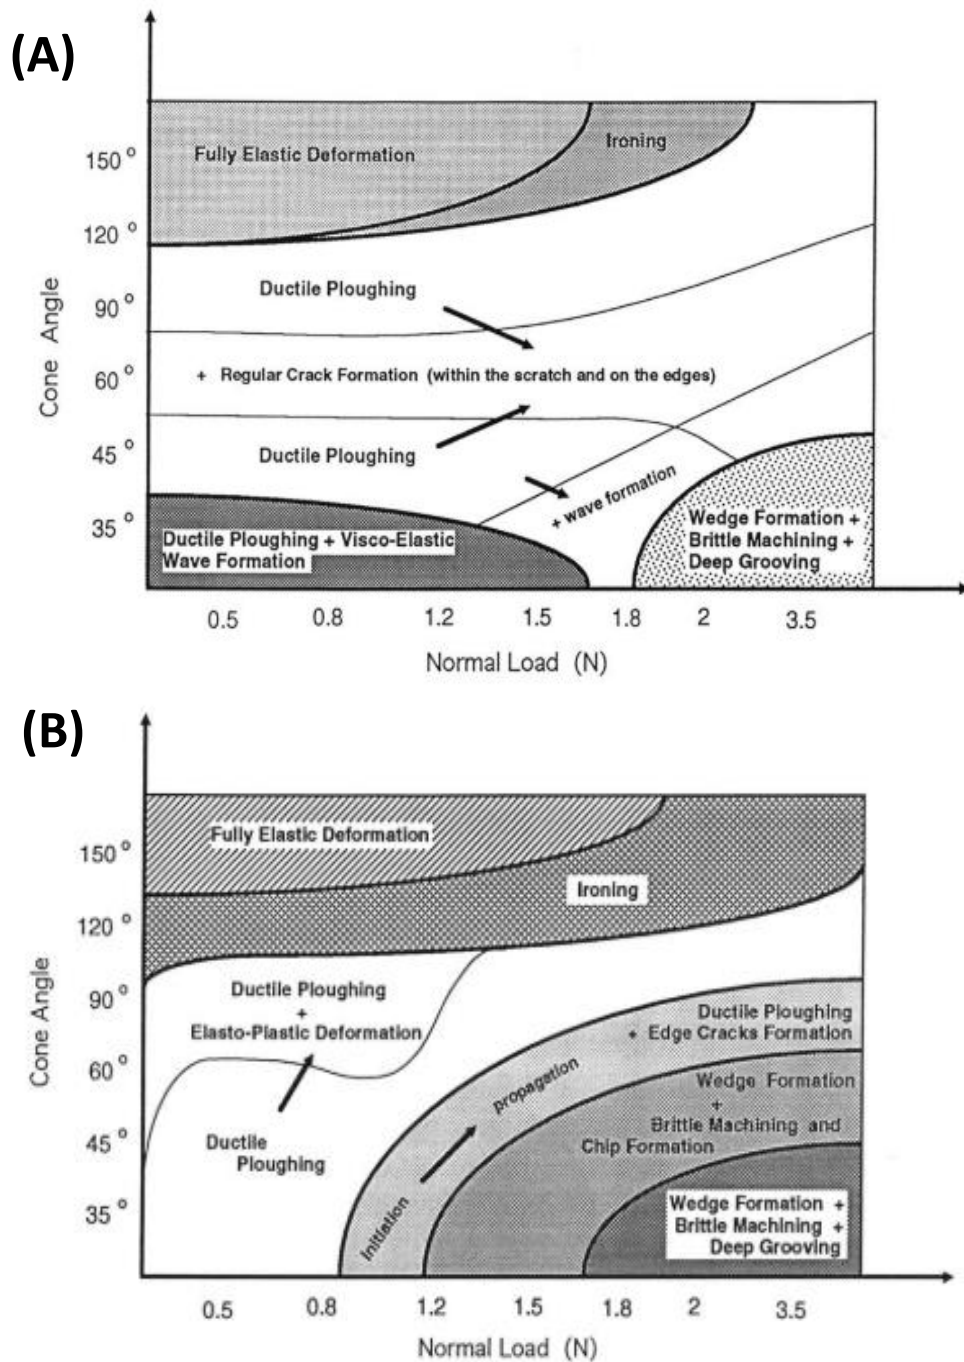 (A)
150°
Fully Elastic Deformation
Ironing
120°
90°
Ductile Ploughing
60°
+ Regular Crack Formation (within the scratch and on the edges)
45°
Ductile Ploughing
+ wave formation
35°
Ductile Ploughing + Visco-Elastic
Wave Formation
Wedge Formation +
Brittle Machining +
Deep Grooving
Cone Angle
0.5 0.8 1.2 1.5 1.8 2 3.5
Normal Load (N)
(B)
150°
Fully Elastic Deformation
Ironing
120°
90°
Ductile Ploughing
+
Elasto-Plastic Deformation
Ductile Ploughing
+ Edge Cracks Formation
60°
propagation
Wedge Formation
+
Brittle Machining and
Chip Formation
45°
Ductile
Ploughing
35°
Initiation
Wedge Formation +
Brittle Machining +
Deep Grooving
Cone Angle
0.5 0.8 1.2 1.5 1.8 2 3.5
Normal Load (N)